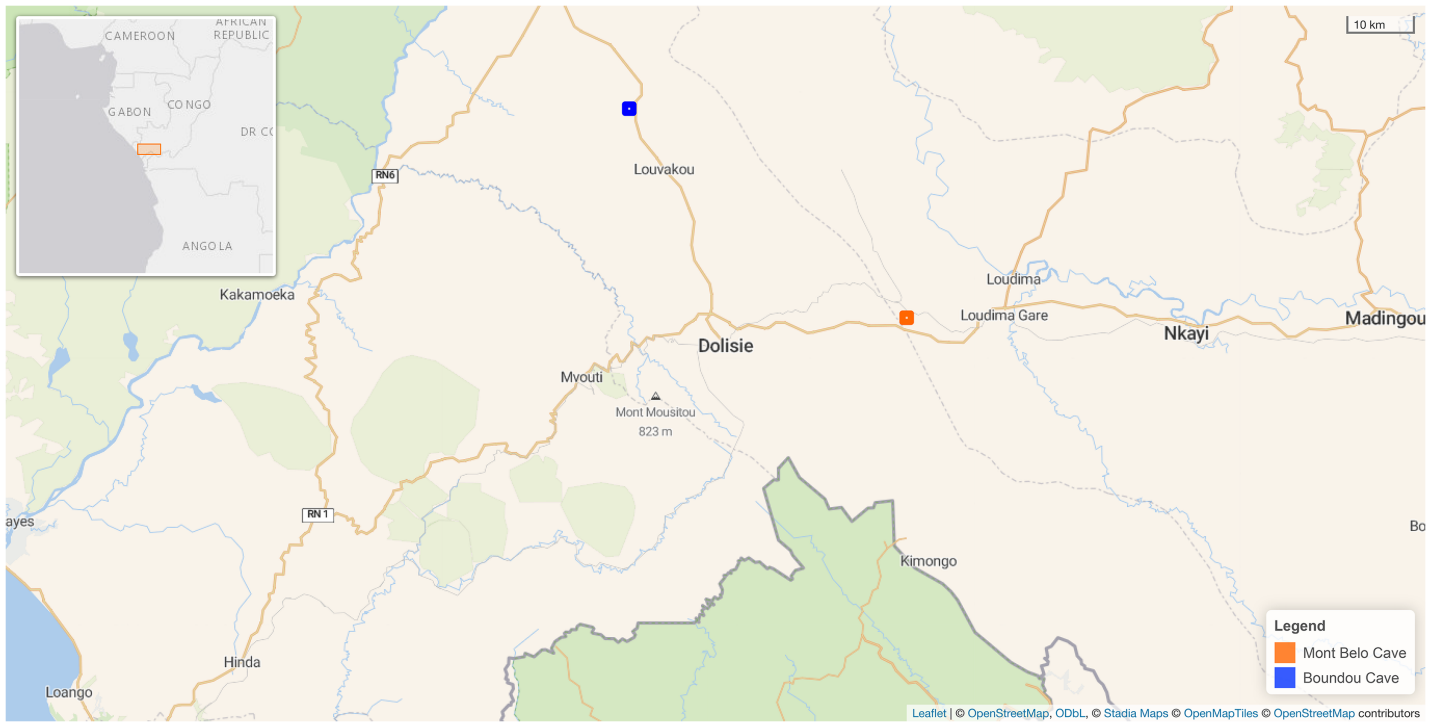 AFRICAN
CAMEROON
REPUBLIC
GABON
CONGO
DR CO
ANGOLA
10 km
RN6
Louvakou
Kakamoeka
Loudima
Loudima Gare
Madingou
Nkayi
Dolisie
Mvouti
Mont Mousitou
823 m
RN 1
ayes
Bo
Kimongo
Hinda
Loango
Legend
Mont Belo Cave
Boundou Cave
Leaflet | © OpenStreetMap, ODbL, © Stadia Maps © OpenMapTiles © OpenStreetMap contributors